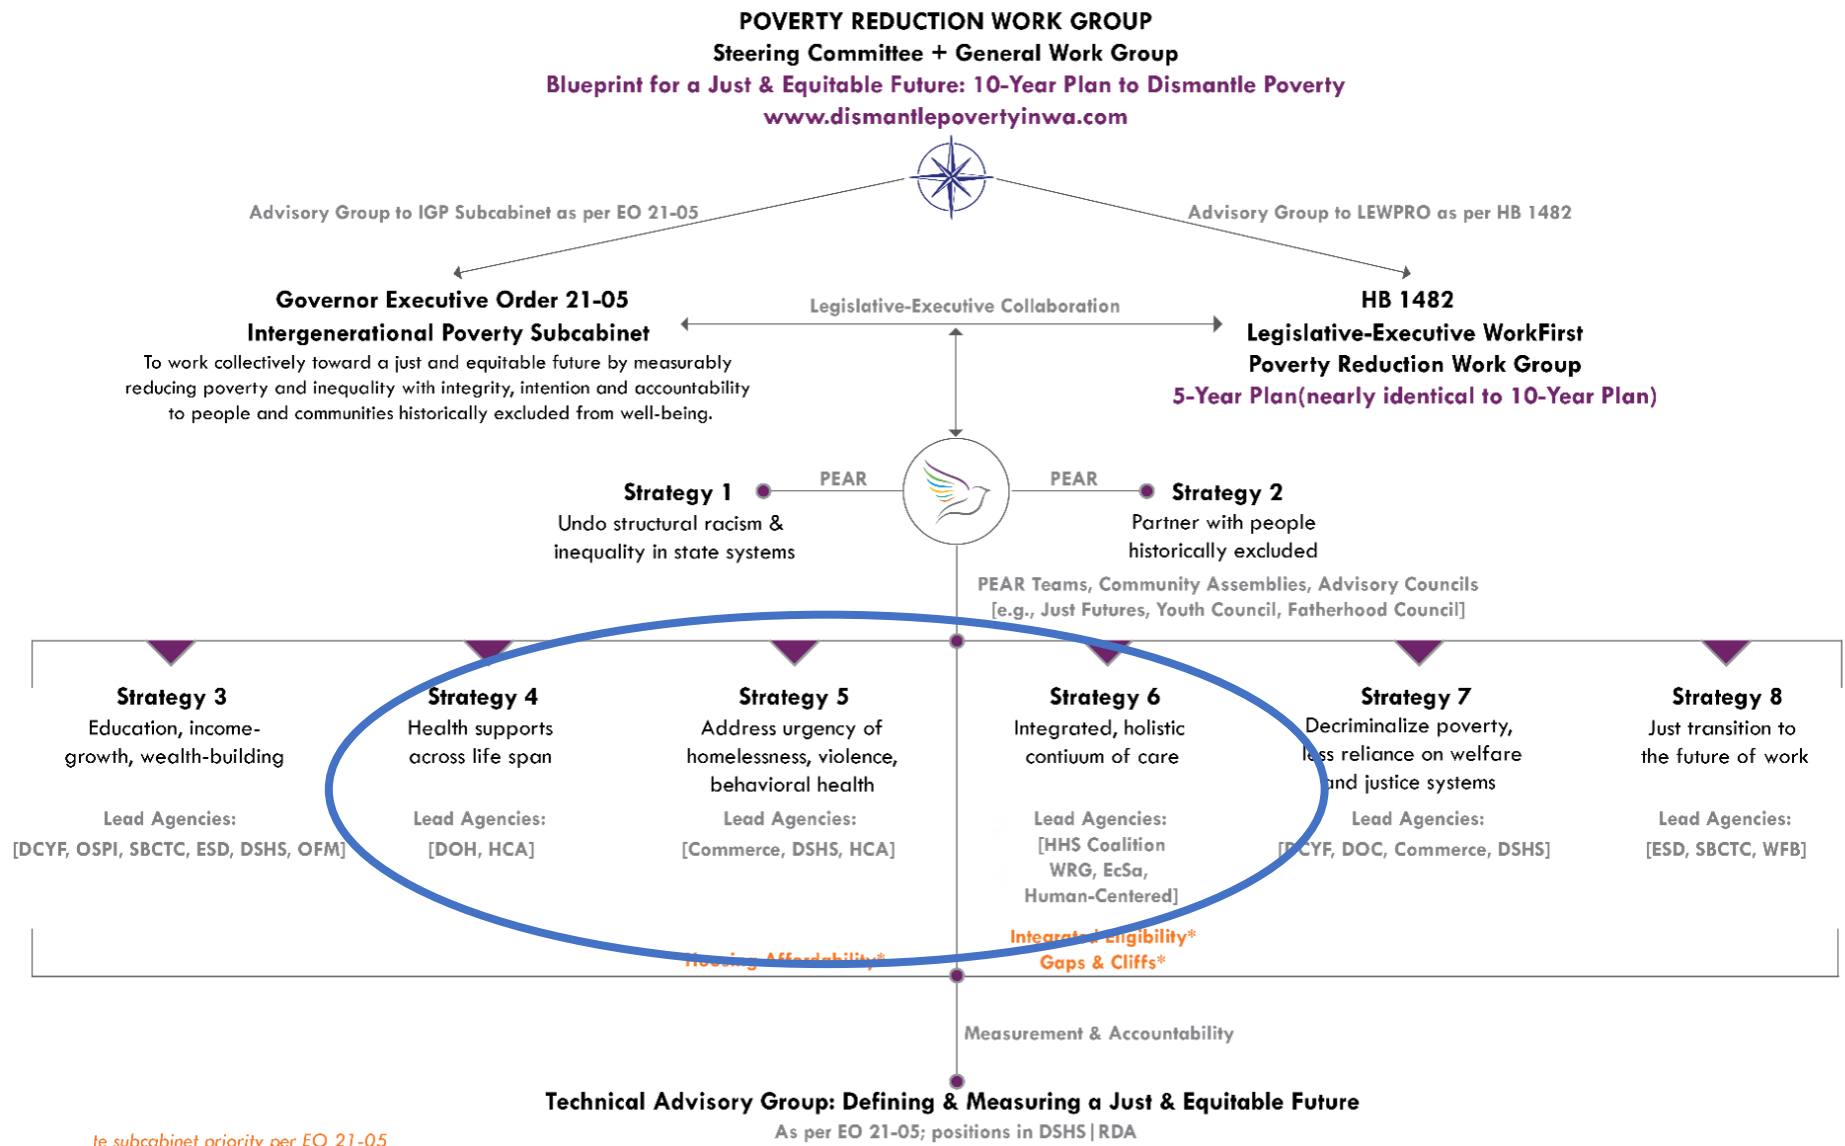 POVERTY REDUCTION WORK GROUP
Steering Committee + General Work Group
Blueprint for a Just & Equitable Future: 10-Year Plan to Dismantle Poverty
www.dismantlepovertyinwa.com
Advisory Group to IGP Subcabinet as per EO 21-05
Advisory Group to LEWPRO as per HB 1482
Governor Executive Order 21-05
Intergenerational Poverty Subcabinet
To work collectively toward a just and equitable future by measurably
reducing poverty and inequality with integrity, intention and accountability
to people and communities historically excluded from well-being.
Legislative-Executive Collaboration
HB 1482
Legislative-Executive WorkFirst
Poverty Reduction Work Group
5-Year Plan(nearly identical to 10-Year Plan)
Strategy 1
Undo structural racism &
inequality in state systems
PEAR
PEAR
Strategy 2
Partner with people
historically excluded
PEAR Teams, Community Assemblies, Advisory Councils
[e.g., Just Futures, Youth Council, Fatherhood Council]
Strategy 3
Education, income-
growth, wealth-building
Lead Agencies:
[DCYF, OSPI, SBCTC, ESD, DSHS, OFM]
Strategy 4
Health supports
across life span
Lead Agencies:
[DOH, HCA]
Strategy 5
Address urgency of
homelessness, violence,
behavioral health
Lead Agencies:
[Commerce, DSHS, HCA]
Housing Affordability*
Strategy 6
Integrated, holistic
contiuum of care
Lead Agencies:
[HHS Coalition
WRG, EcSa,
Human-Centered]
Integrated Eligibility*
Gaps & Cliffs*
Strategy 7
Decriminalize poverty,
less reliance on welfare
and justice systems
Lead Agencies:
[DCYF, DOC, Commerce, DSHS]
Strategy 8
Just transition to
the future of work
Lead Agencies:
[ESD, SBCTC, WFB]
Measurement & Accountability
Technical Advisory Group: Defining & Measuring a Just & Equitable Future
As per EO 21-05; positions in DSHS|RDA
te subcabinet priority per EO 21-05